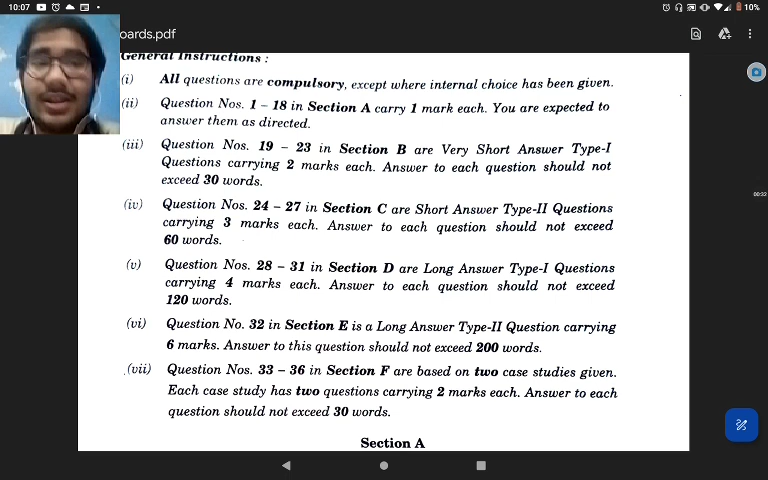 10:07
10%
oards.pdf
General Instructions :
(i) All questions are compulsory, except where internal choice has been given.
(ii) Question Nos. 1 – 18 in Section A carry 1 mark each. You are expected to
answer them as directed.
(iii) Question Nos. 19 – 23 in Section B are Very Short Answer Type-I
Questions carrying 2 marks each. Answer to each question should not
exceed 30 words.
(iv) Question Nos. 24 – 27 in Section C are Short Answer Type-II Questions
carrying 3 marks each. Answer to each question should not exceed
60 words.
(v) Question Nos. 28 – 31 in Section D are Long Answer Type-I Questions
carrying 4 marks each. Answer to each question should not exceed
120 words.
(vi) Question No. 32 in Section E is a Long Answer Type-II Question carrying
6 marks. Answer to this question should not exceed 200 words.
(vii) Question Nos. 33 – 36 in Section F are based on two case studies given.
Each case study has two questions carrying 2 marks each. Answer to each
question should not exceed 30 words.
Section A
00:32